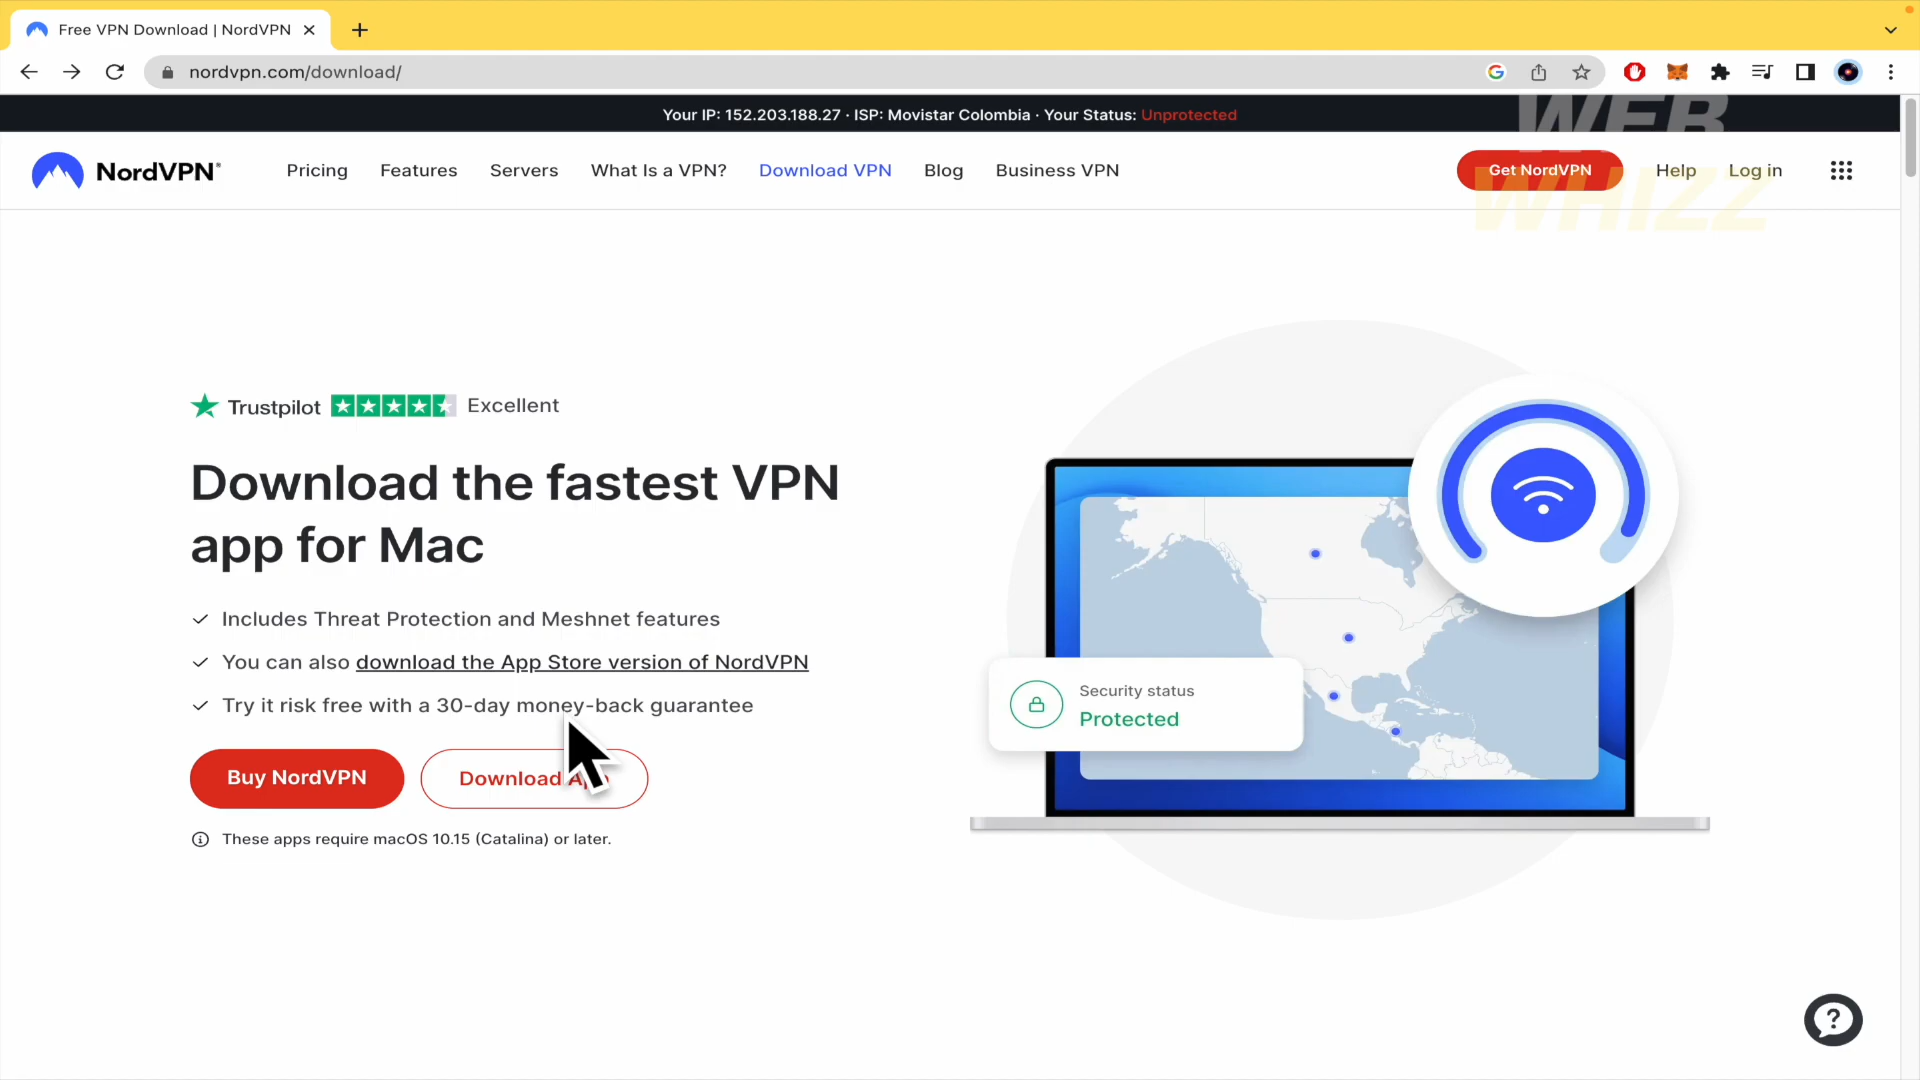 Free VPN Download | NordVPN
nordvpn.com/download/
Your IP: 152.203.188.27 · ISP: Movistar Colombia · Your Status: Unprotected
WEB
WHIZZ
NordVPN®
Pricing
Features
Servers
What Is a VPN?
Download VPN
Blog
Business VPN
Get NordVPN
Help
Log in
Trustpilot
Excellent
Download the fastest VPN
app for Mac
Includes Threat Protection and Meshnet features
You can also download the App Store version of NordVPN
Try it risk free with a 30-day money-back guarantee
Buy NordVPN
Download App
These apps require macOS 10.15 (Catalina) or later.
Security status
Protected